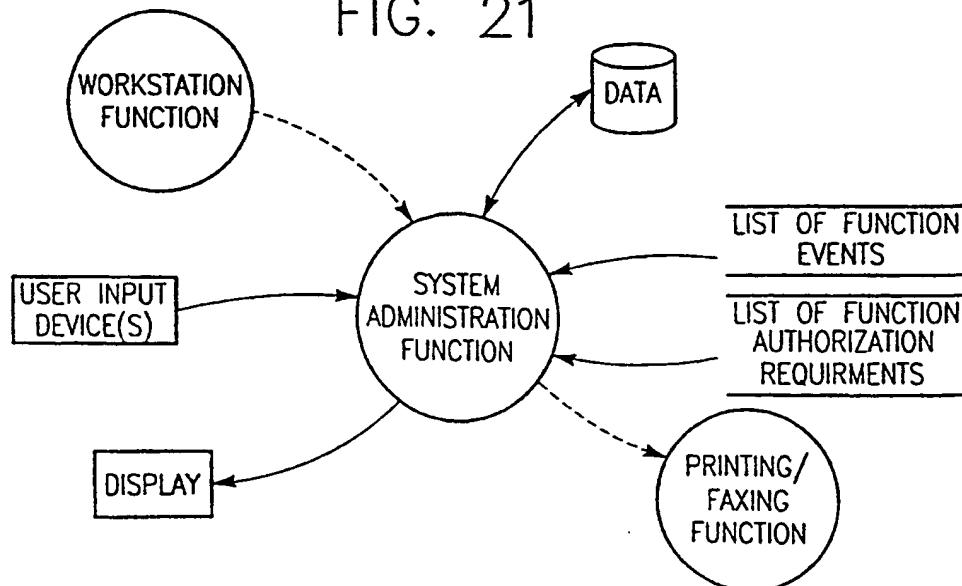 FIG. 21
WORKSTATION
FUNCTION
DATA
LIST OF FUNCTION
EVENTS
USER INPUT
DEVICE(S)
SYSTEM
ADMINISTRATION
FUNCTION
LIST OF FUNCTION
AUTHORIZATION
REQUIRMENTS
DISPLAY
PRINTING/
FAXING
FUNCTION